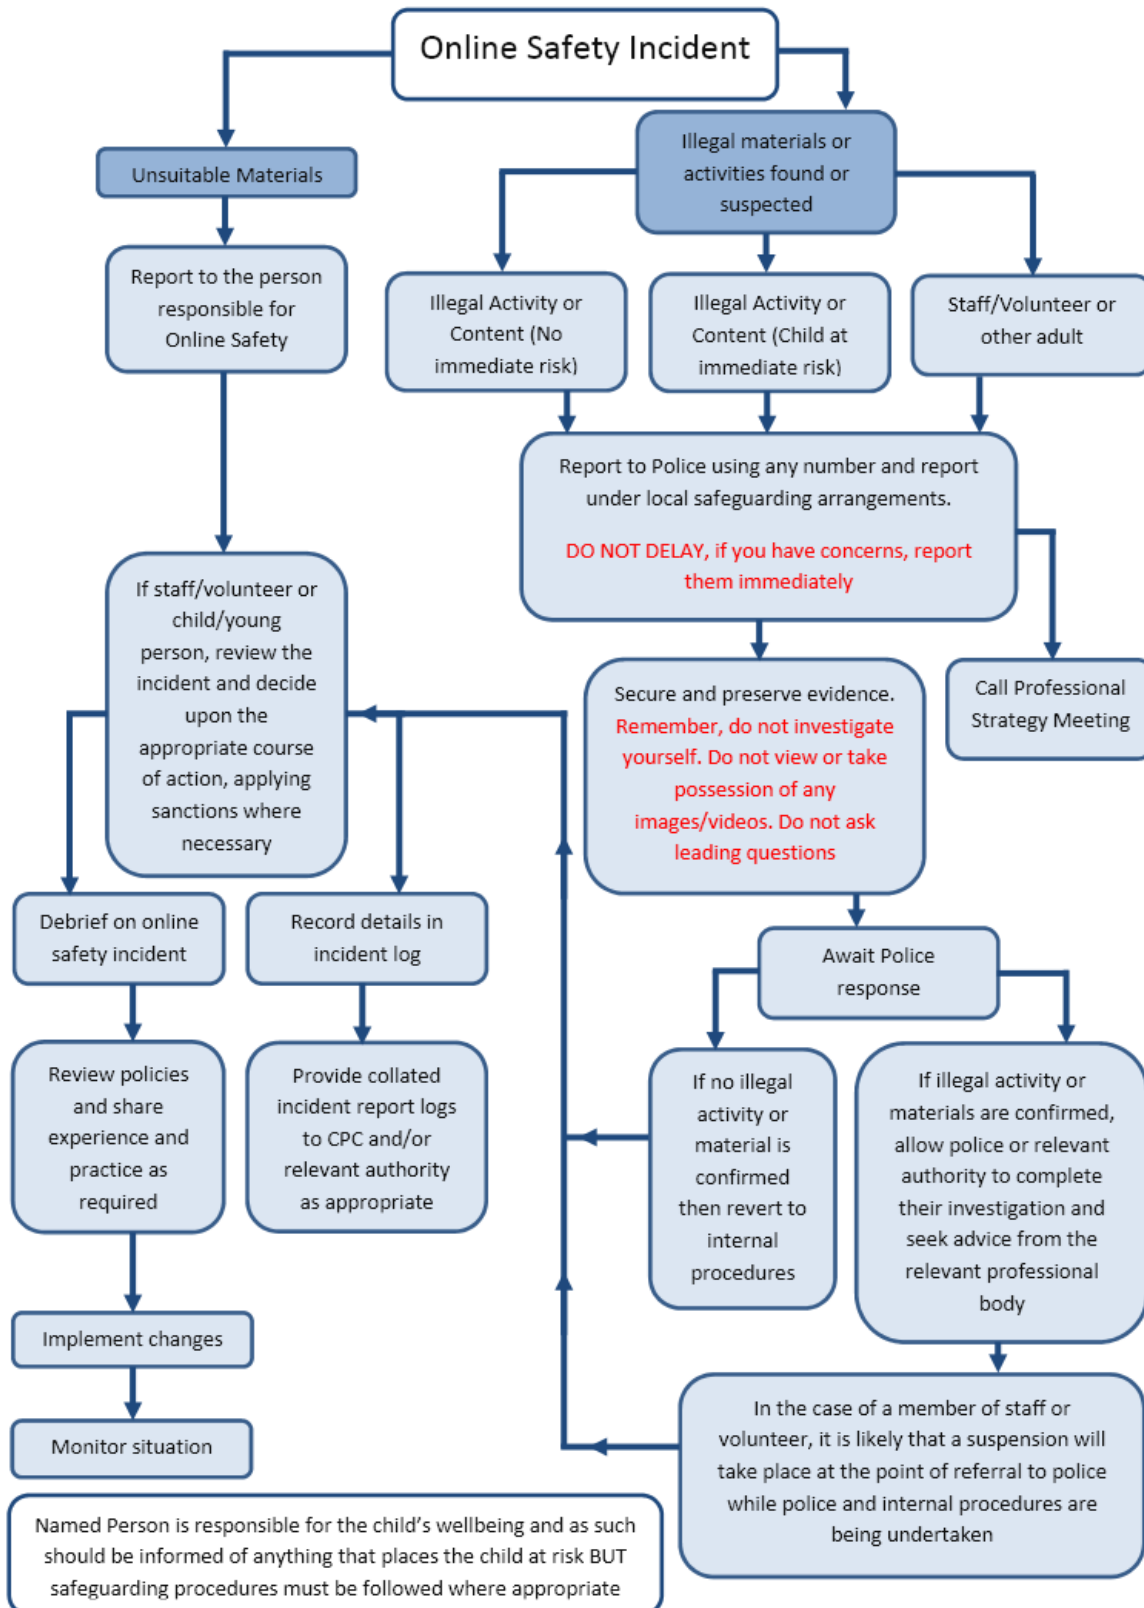 Online Safety Incident
Unsuitable Materials
Illegal materials or
activities found or
suspected
Report to the person
responsible for
Online Safety
Illegal Activity or
Content (No
immediate risk)
Illegal Activity or
Content (Child at
immediate risk)
Staff/Volunteer or
other adult
Report to Police using any number and report
under local safeguarding arrangements.
DO NOT DELAY, if you have concerns, report
them immediately
If staff/volunteer or
child/young
person, review the
incident and decide
upon the
appropriate course
of action, applying
sanctions where
necessary
Secure and preserve evidence.
Remember, do not investigate
yourself. Do not view or take
possession of any
images/videos. Do not ask
leading questions
Call Professional
Strategy Meeting
Debrief on online
safety incident
Record details in
incident log
Await Police
response
Review policies
and share
experience and
practice as
required
Provide collated
incident report logs
to CPC and/or
relevant authority
as appropriate
If no illegal
activity or
material is
confirmed
then revert to
internal
procedures
If illegal activity or
materials are confirmed,
allow police or relevant
authority to complete
their investigation and
seek advice from the
relevant professional
body
Implement changes
Monitor situation
In the case of a member of staff or
volunteer, it is likely that a suspension will
take place at the point of referral to police
while police and internal procedures are
being undertaken
Named Person is responsible for the child's wellbeing and as such
should be informed of anything that places the child at risk BUT
safeguarding procedures must be followed where appropriate